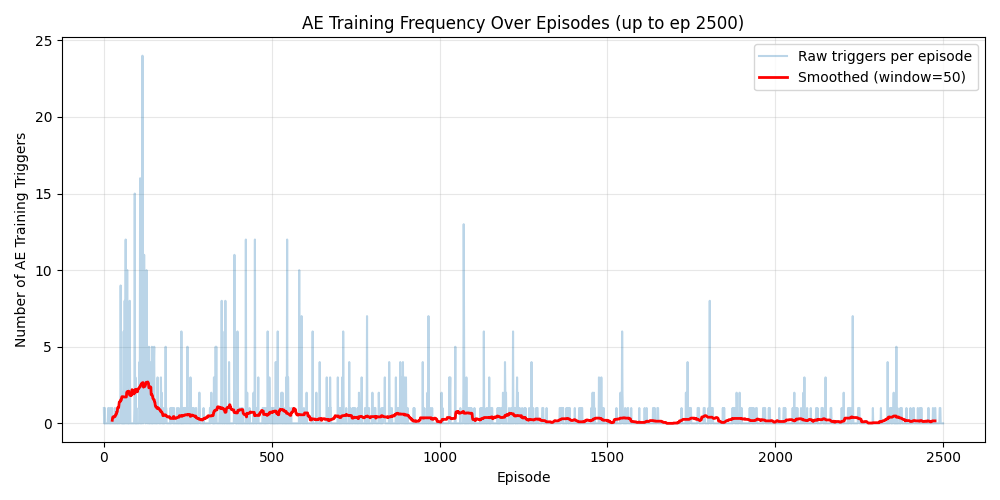 AE Training Frequency Over Episodes (up to ep 2500)
Raw triggers per episode
Smoothed (window=50)
Number of AE Training Triggers
25
20
15
10
5
0
0 500 1000 1500 2000 2500
Episode